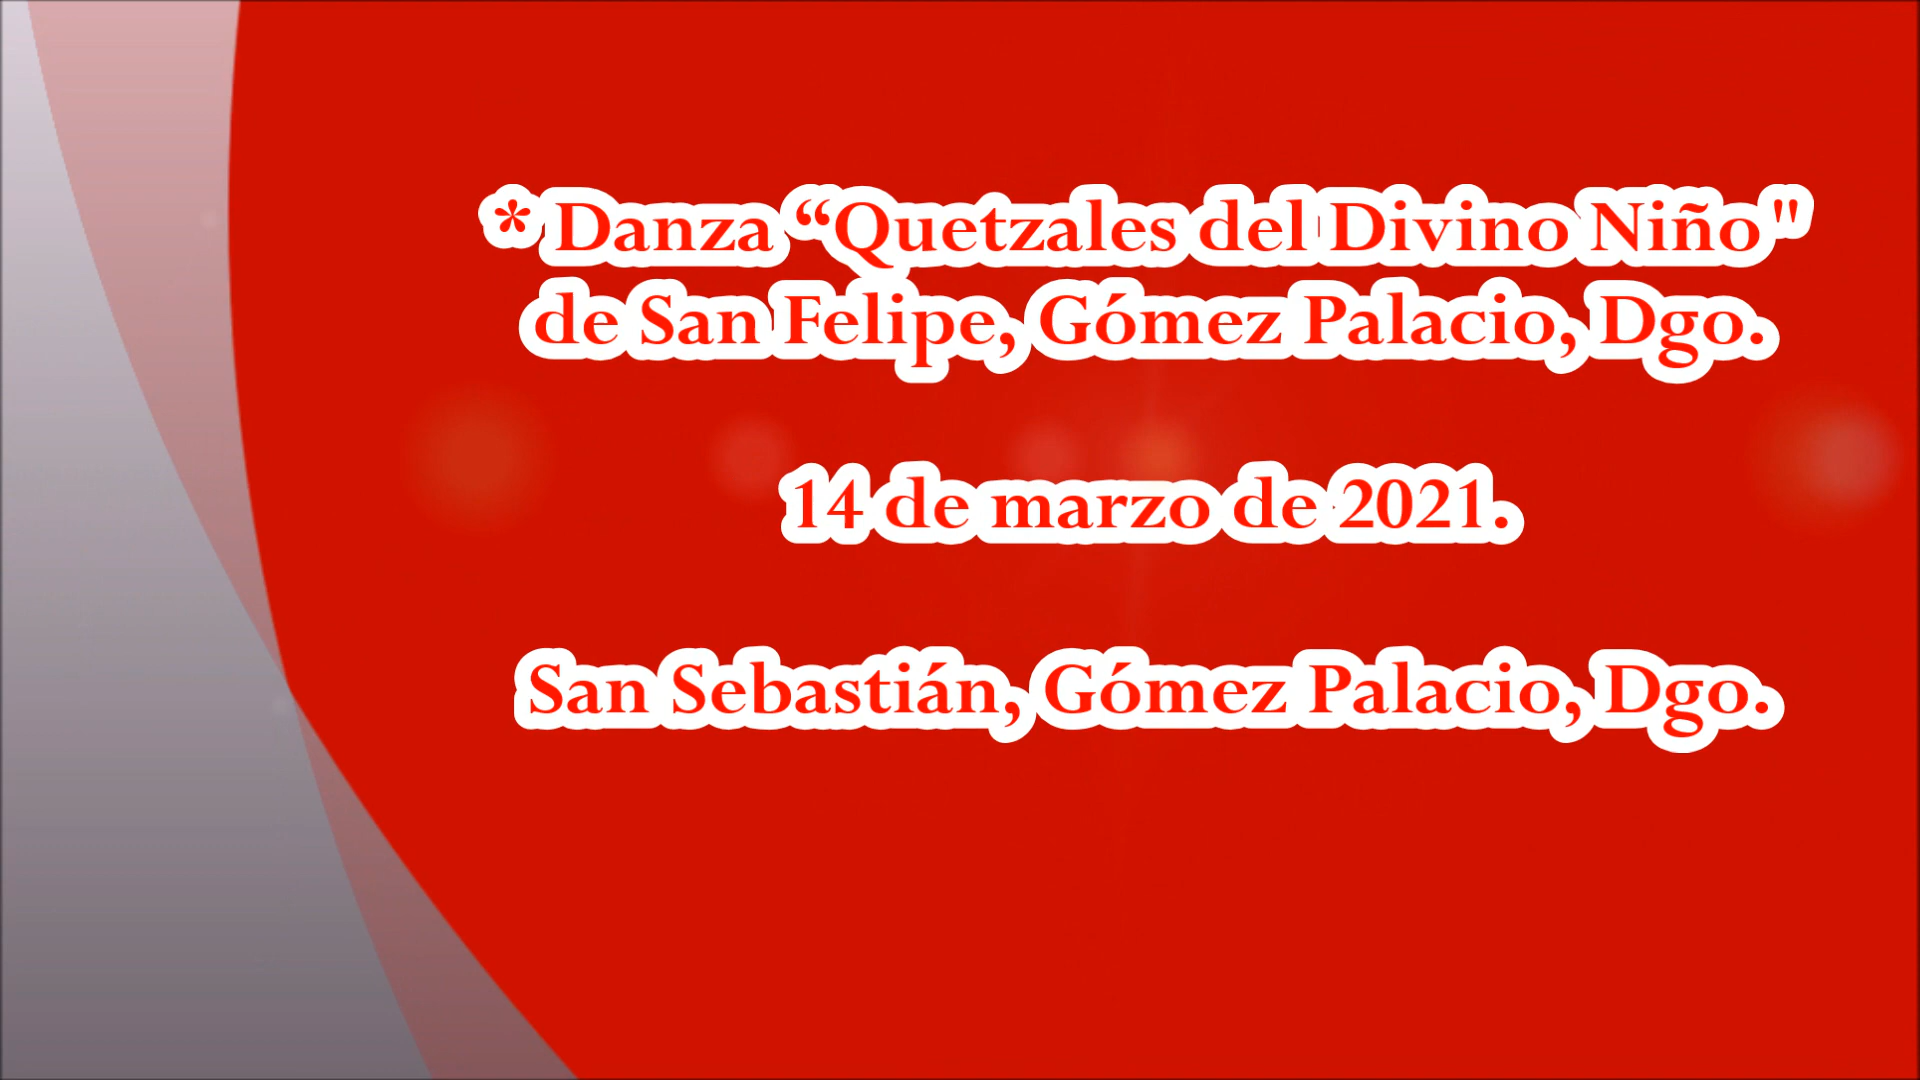 * Danza “Quetzales del Divino Niño"
de San Felipe, Gómez Palacio, Dgo.
14 de marzo de 2021.
San Sebastián, Gómez Palacio, Dgo.